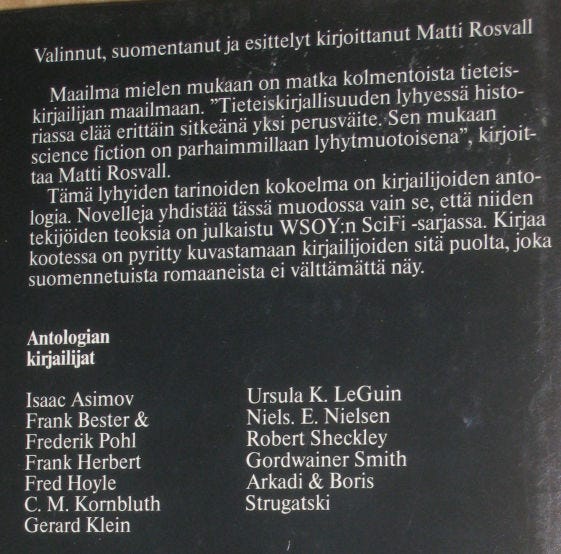 Valinnut, suomentanut ja esittelyt kirjoittanut Matti Rosvall
Maailma mielen mukaan on matka kolmentoista tieteis-
kirjailijan maailmaan. "Tieteiskirjallisuuden lyhyessä histo-
riassa elää erittäin sitkeänä yksi perusväite. Sen mukaan
science fiction on parhaimmillaan lyhytmuotoisena", kirjoit-
taa Matti Rosvall.
Tämä lyhyiden tarinoiden kokoelma on kirjailijoiden anto-
logia. Novelleja yhdistää tässä muodossa vain se, että niiden
tekijöiden teoksia on julkaistu WSOY:n SciFi -sarjassa. Kirjaa
kootessa on pyritty kuvastamaan kirjailijoiden sitä puolta, joka
suomennetuista romaaneista ei välttämättä näy.
Antologian
kirjailijat
Isaac Asimov
Frank Bester &
Frederik Pohl
Frank Herbert
Fred Hoyle
C. M. Kornbluth
Gerard Klein
Ursula K. LeGuin
Niels. E. Nielsen
Robert Sheckley
Gordwainer Smith
Arkadi & Boris
Strugatski